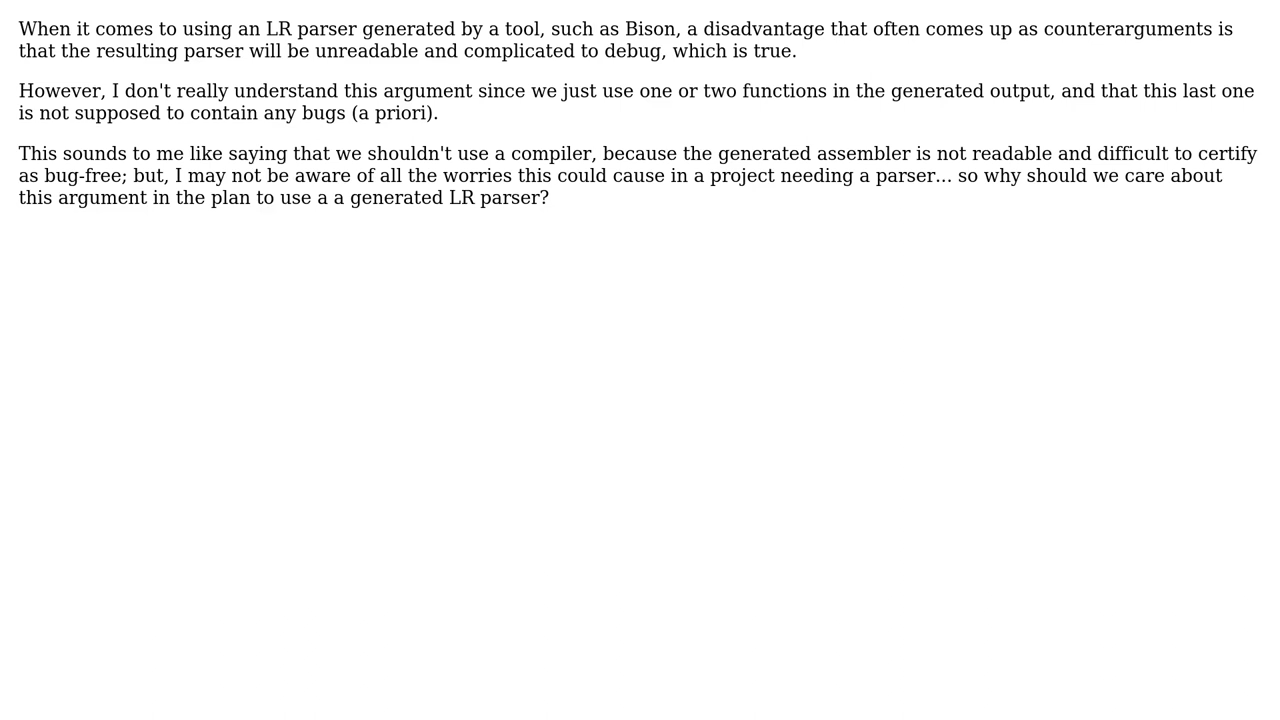 When it comes to using an LR parser generated by a tool, such as Bison, a disadvantage that often comes up as counterarguments is
that the resulting parser will be unreadable and complicated to debug, which is true.
However, I don't really understand this argument since we just use one or two functions in the generated output, and that this last one
is not supposed to contain any bugs (a priori).
This sounds to me like saying that we shouldn't use a compiler, because the generated assembler is not readable and difficult to certify
as bug-free; but, I may not be aware of all the worries this could cause in a project needing a parser... so why should we care about
this argument in the plan to use a a generated LR parser?